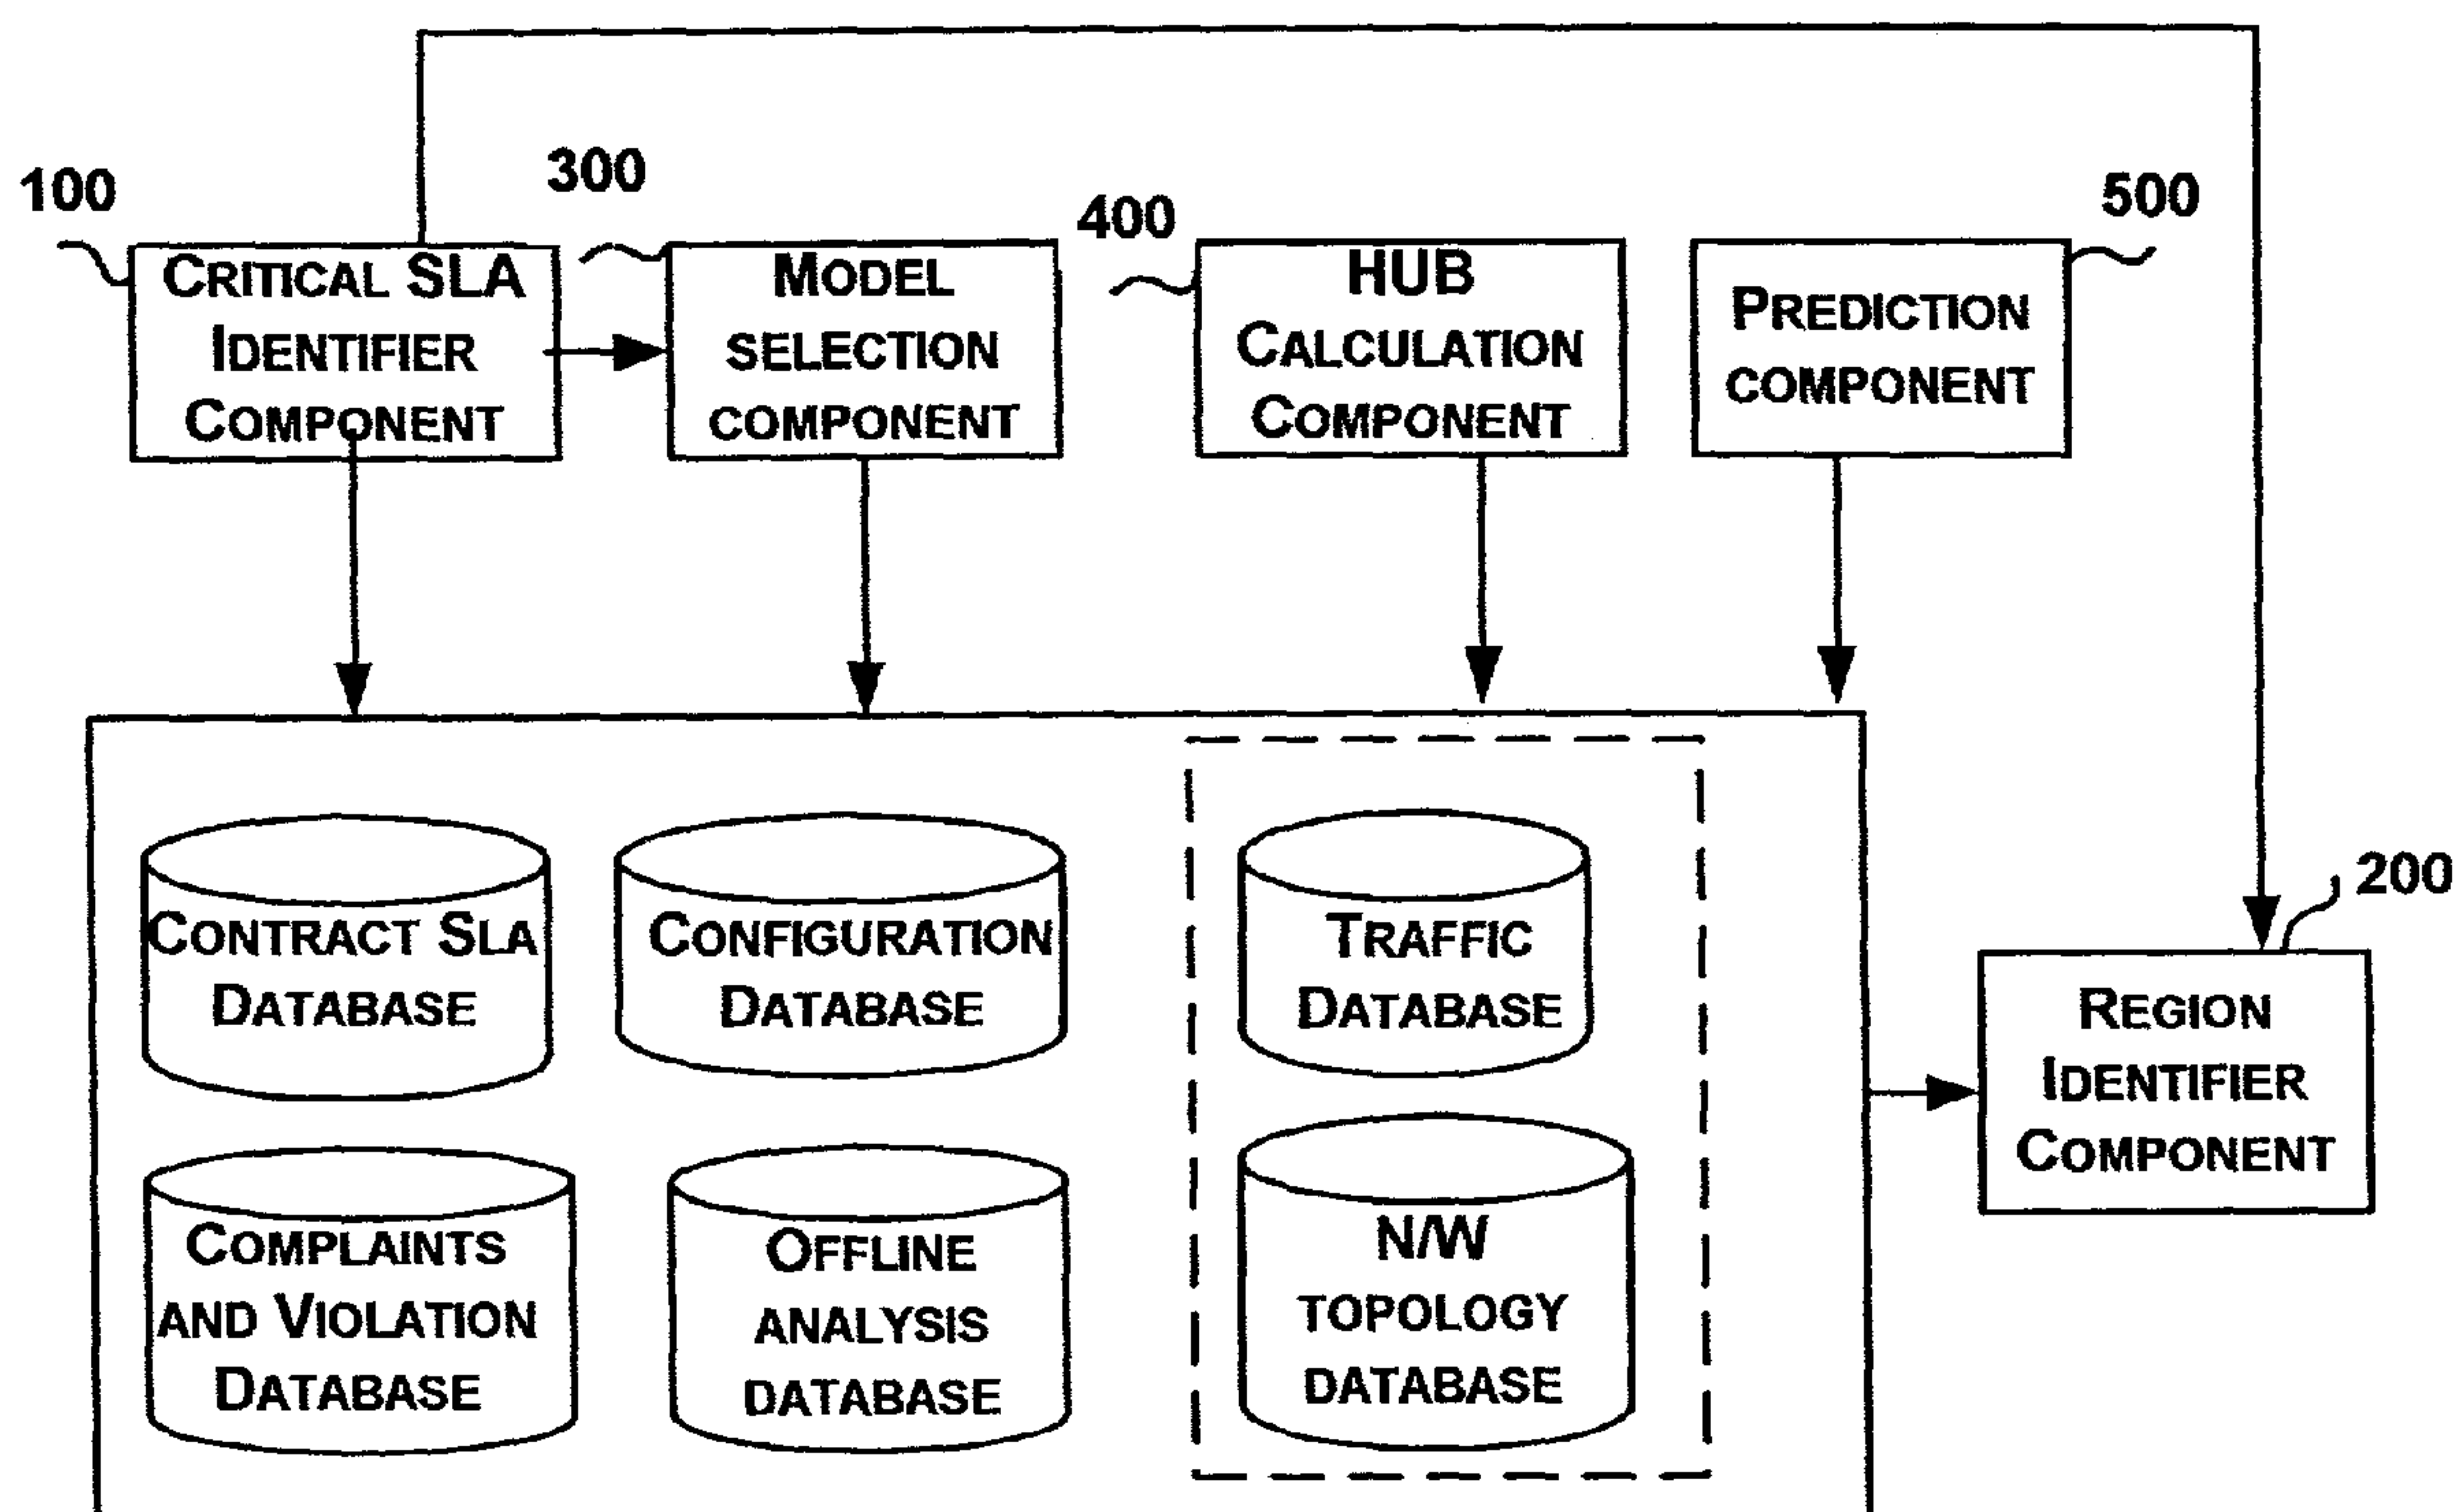 100
300
400
500
CRITICAL SLA
IDENTIFIER
COMPONENT
MODEL
SELECTION
COMPONENT
HUB
CALCULATION
COMPONENT
PREDICTION
COMPONENT
CONTRACT SLA
DATABASE
CONFIGURATION
DATABASE
TRAFFIC
DATABASE
200
REGION
IDENTIFIER
COMPONENT
COMPLAINTS
AND VIOLATION
DATABASE
OFFLINE
ANALYSIS
DATABASE
N/W
TOPOLOGY
DATABASE